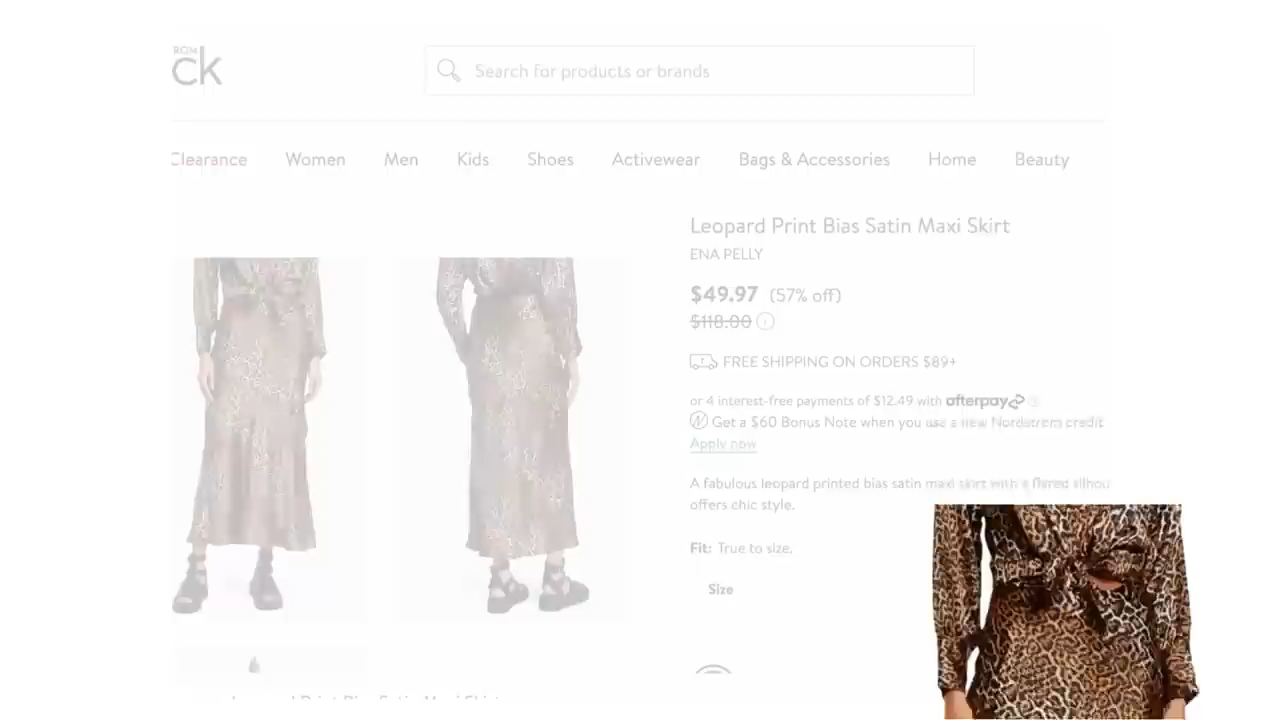 ck
Search for products or brands
Clearance Women Men Kids Shoes Activewear Bags & Accessories Home Beauty
Leopard Print Bias Satin Maxi Skirt
ENA PELLY
$49.97 (57% off)
$118.00
FREE SHIPPING ON ORDERS $89+
or 4 interest-free payments of $12.49 with afterpay
Get a $60 Bonus Note when you use a new Nordstrom credit
Apply now
A fabulous leopard printed bias satin maxi skirt with a flared silhou
offers chic style.
Fit: True to size.
Size